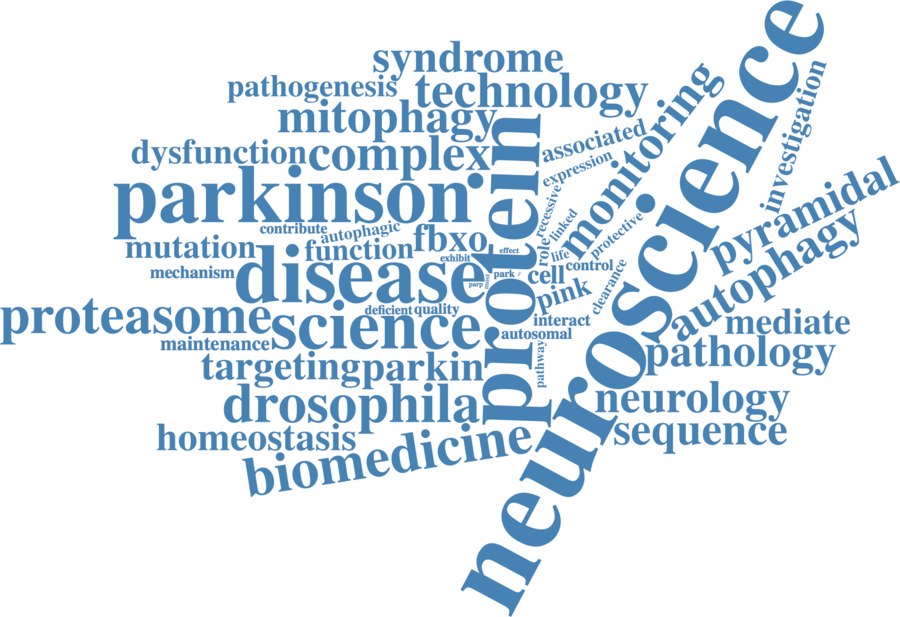 syndrome
pathogenesis
technology
mitophagy
dysfunction
complex
parkinson
protein
associated
expression
monitoring
neuroscience
investigation
recessive
linked
role
life
protective
pyramidal
autophagy
contribute
autophagic
mutation
function
fbxo
effect
exhibit
mechanism
disease
park
parp
cell
control
pink
clearance
proteasome
science
deficient
quality
interact
autosomal
mediate
maintenance
pathway
pathology
targeting
parkin
drosophila
neurology
homeostasis
biomedicine
sequence